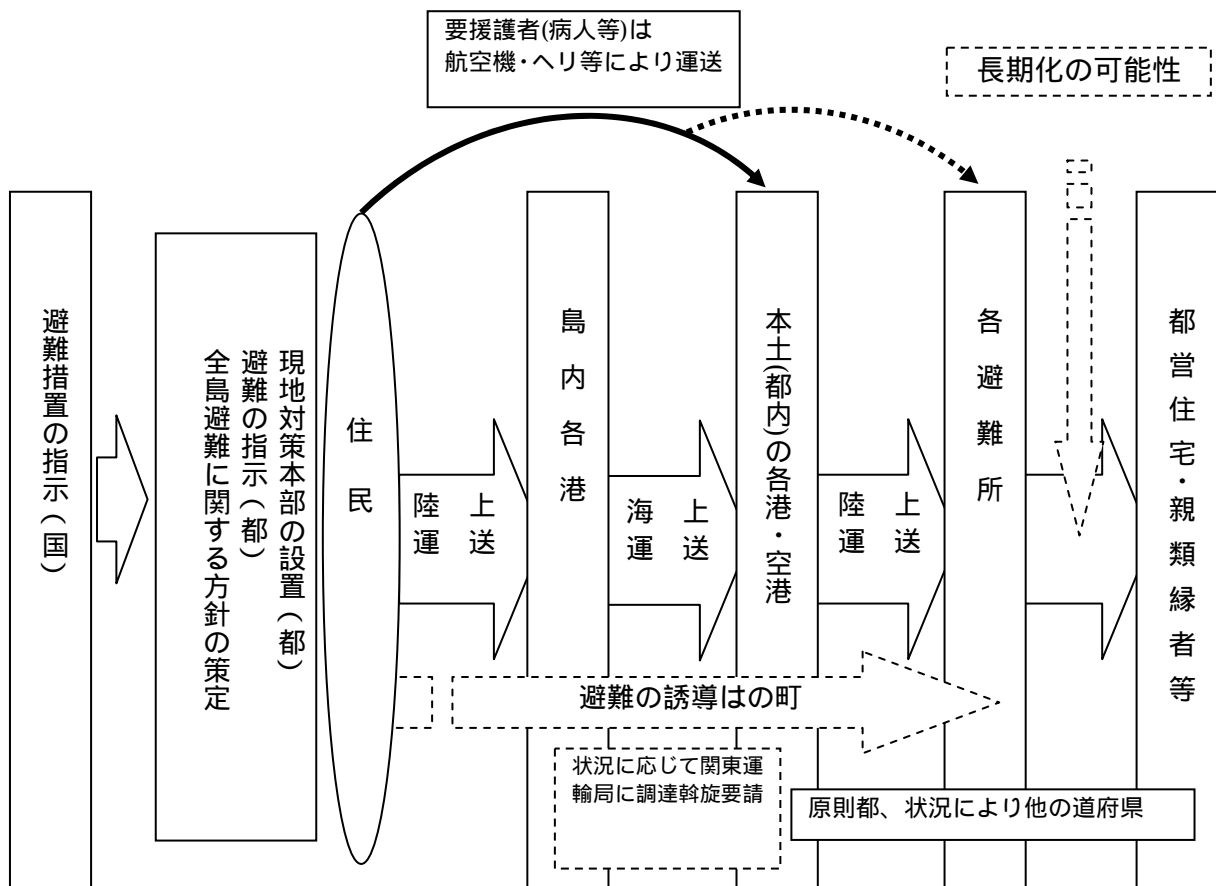 要援護者(病人等)は
航空機・ヘリ等により運送
長期化の可能性
避難措置の指示(国)
現地対策本部の設置(都)
避難の指示(都)
全島避難に関する方針の策定
住民
陸上
運送
島内各港
海上
運送
本土(都内)の各港・空港
陸上
運送
各避難所
都営住宅・親類縁者等
避難の誘導はの町
状況に応じて関東運
輸局に調達斡旋要請
原則都、状況により他の道府県